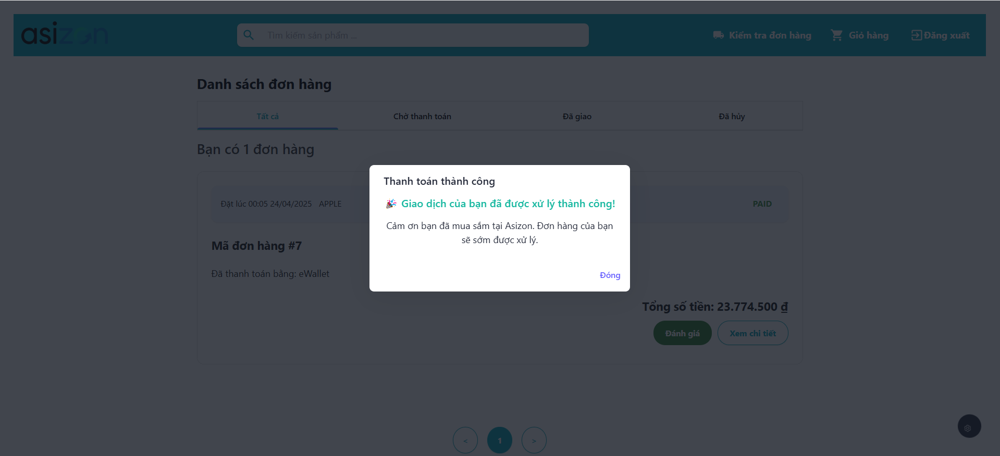 asizon
Tìm kiếm sản phẩm ...
Kiểm tra đơn hàng
Giỏ hàng
Đăng xuất
Danh sách đơn hàng
Tất cả
Chờ thanh toán
Đã giao
Đã hủy
Bạn có 1 đơn hàng
Đặt lúc 00:05 24/04/2025 APPLE
PAID
Mã đơn hàng #7
Đã thanh toán bằng: eWallet
Thanh toán thành công
🎉 Giao dịch của bạn đã được xử lý thành công!
Cảm ơn bạn đã mua sắm tại Asizon. Đơn hàng của bạn
sẽ sớm được xử lý.
Đóng
Tổng số tiền: 23.774.500 ₫
Đánh giá
Xem chi tiết
< 1 >